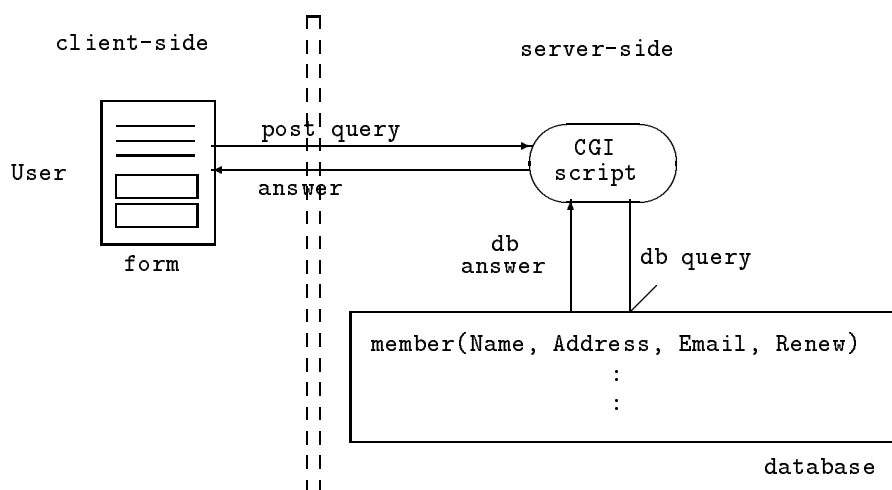 client-side
server-side
post query
CGI
script
User
answer
form
db
answer
db query
member(Name, Address, Email, Renew)
:
:
database